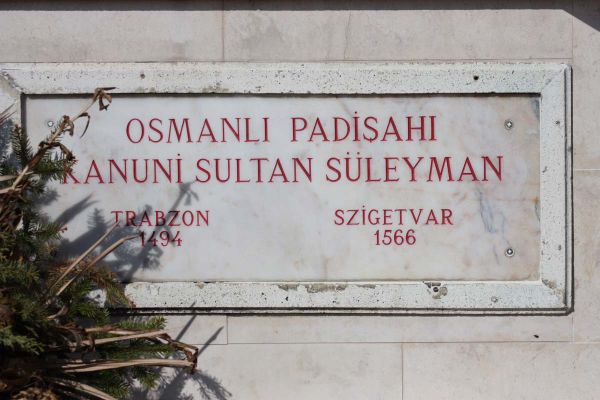 OSMANLI PADİŞAHI
KANUNİ SULTAN SÜLEYMAN
TRABZON SZIGETVAR
1494 1566